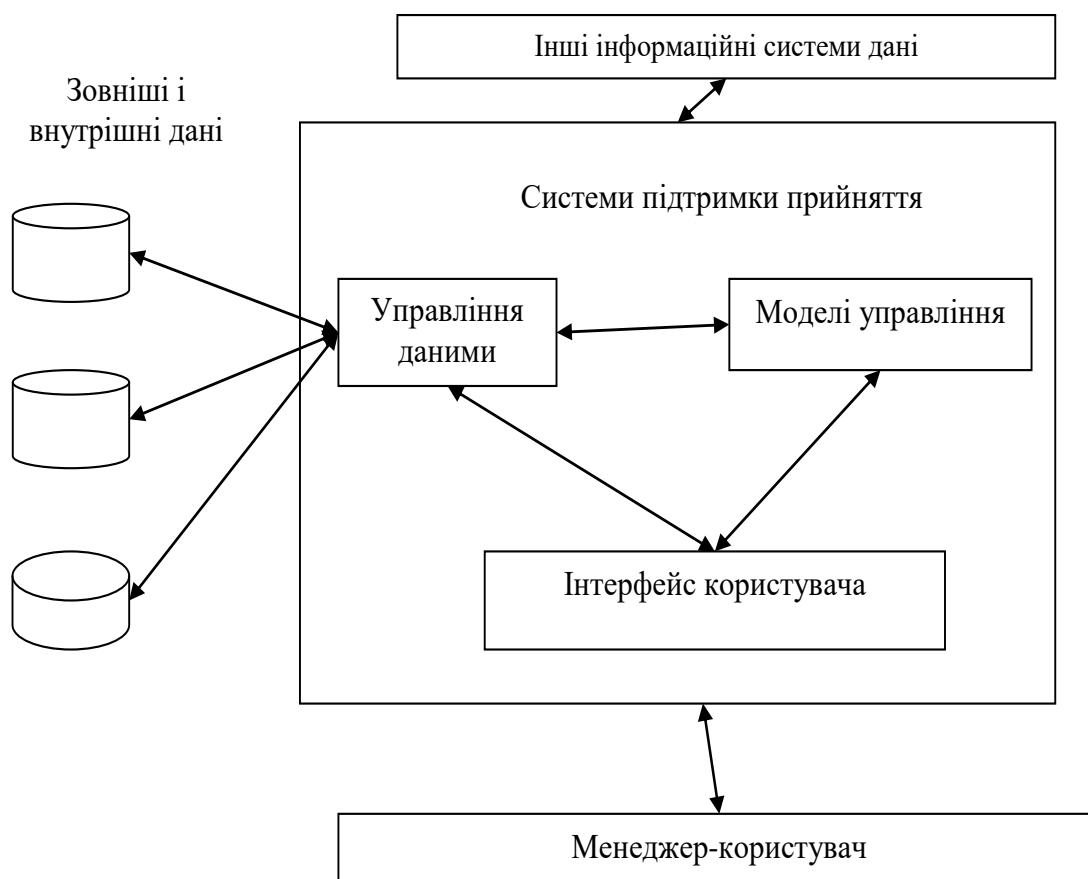 Інші інформаційні системи дані
Зовніші і
внутрішні дані
Системи підтримки прийняття
Управління
даними
Моделі управління
Інтерфейс користувача
Менеджер-користувач